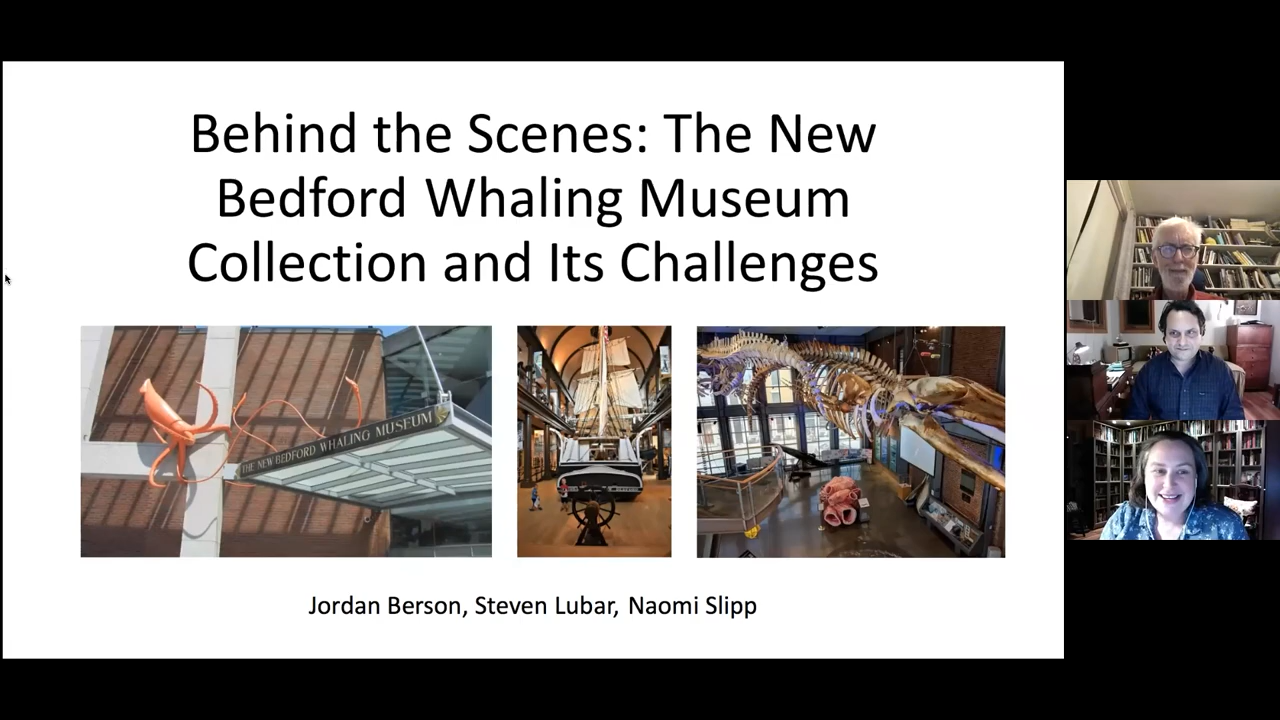 Behind the Scenes: The New
Bedford Whaling Museum
Collection and Its Challenges
THE NEW BEDFORD WHALING MUSEUM
Jordan Berson, Steven Lubar, Naomi Slipp